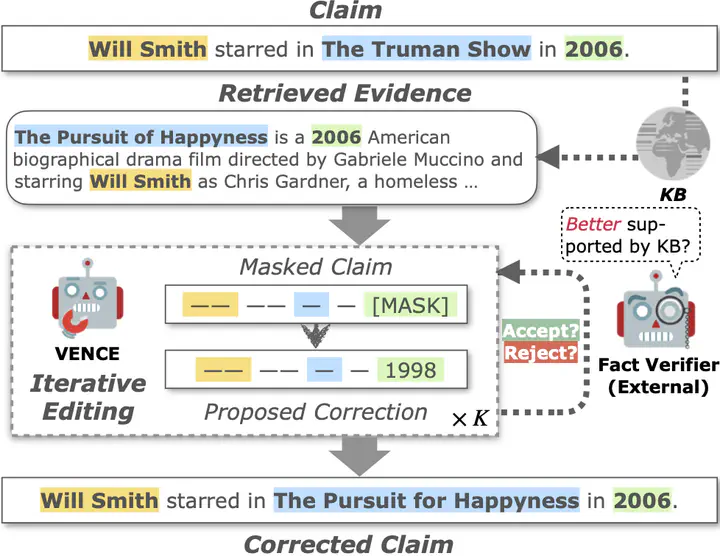 Claim
Will Smith starred in The Truman Show in 2006.
Retrieved Evidence
The Pursuit of Happyness is a 2006 American
biographical drama film directed by Gabriele Muccino and
starring Will Smith as Chris Gardner, a homeless ...
KB
Better sup-
ported by KB?
Masked Claim
—— —— — — [MASK]
VENCE
Iterative
Editing
Accept?
Reject?
Fact Verifier
(External)
—— —— — — 1998
Proposed Correction
× K
Will Smith starred in The Pursuit for Happyness in 2006.
Corrected Claim